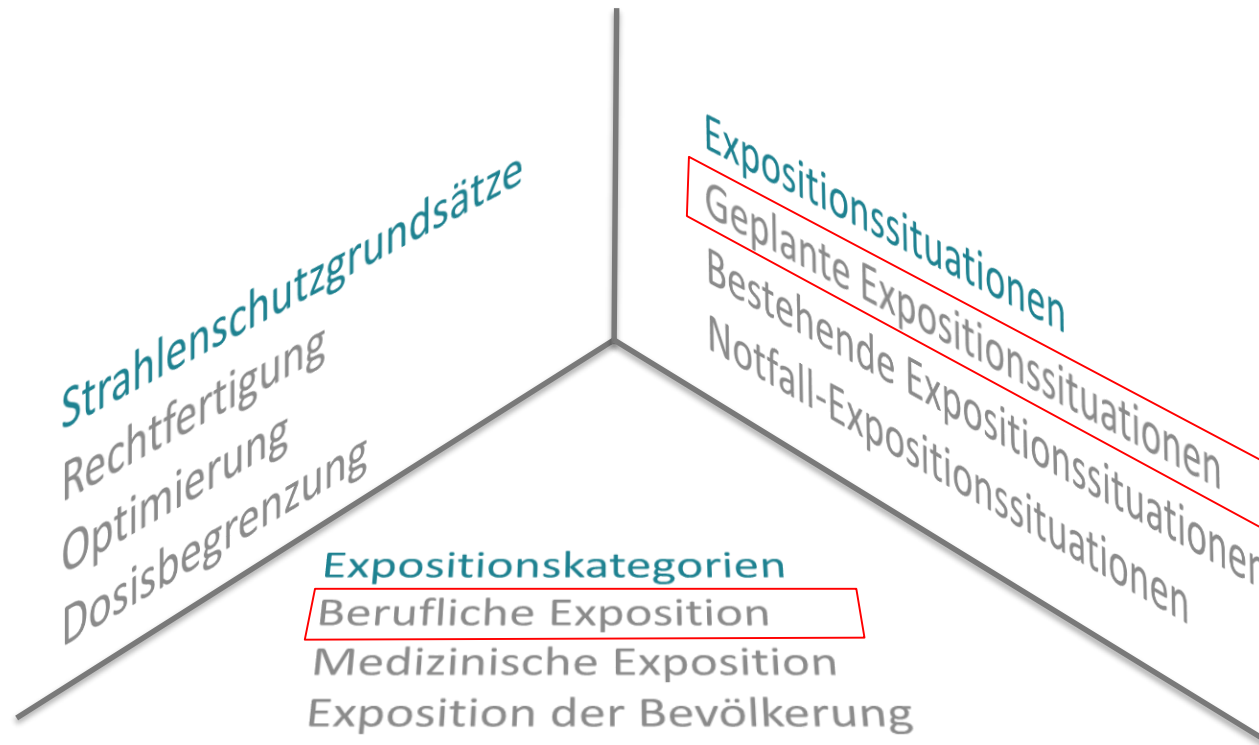 Strahlenschutzgrundsätze
Rechtfertigung
Optimierung
Dosisbegrenzung
Expositionssituationen
Geplante Expositionssituationen
Bestehende Expositionssituationen
Notfall-Expositionssituationen
Expositionskategorien
Berufliche Exposition
Medizinische Exposition
Exposition der Bevölkerung